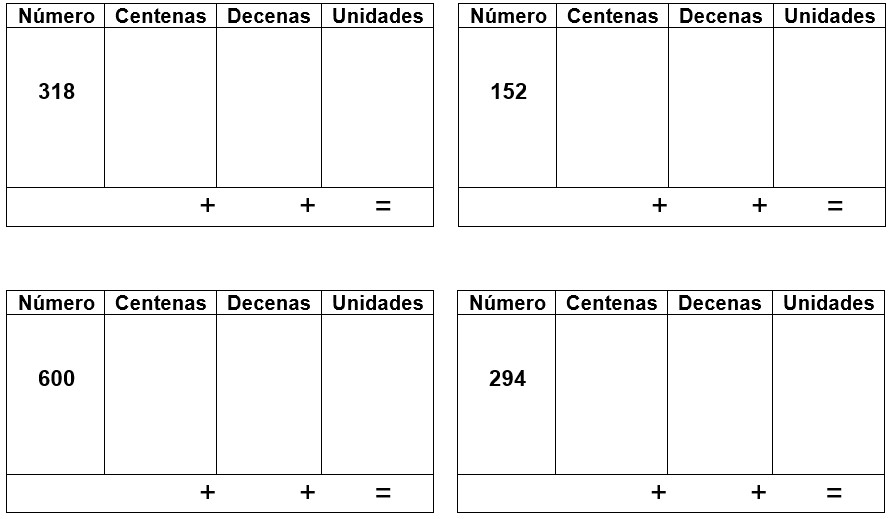 Número Centenas Decenas Unidades
318
+ + =
Número Centenas Decenas Unidades
152
+ + =
Número Centenas Decenas Unidades
600
+ + =
Número Centenas Decenas Unidades
294
+ + =